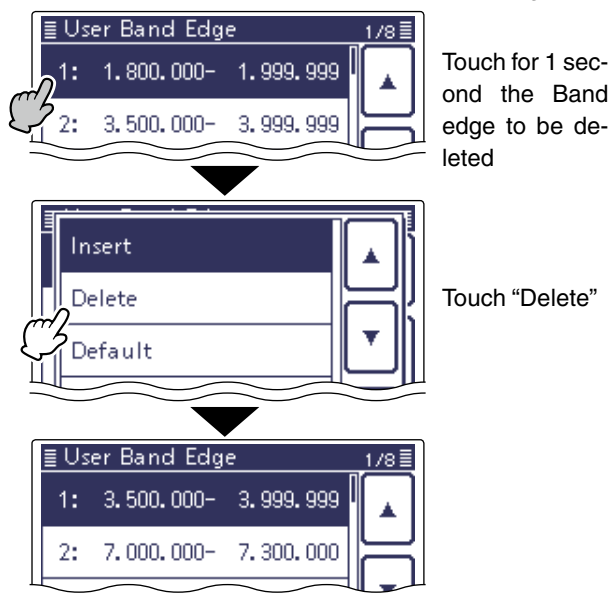 User Band Edge 1/8
1: 1.800.000- 1.999.999
2: 3.500.000- 3.999.999
Touch for 1 sec-
ond the Band
edge to be de-
leted
Insert
Delete
Default
Touch “Delete”
User Band Edge 1/8
1: 3.500.000- 3.999.999
2: 7.000.000- 7.300.000